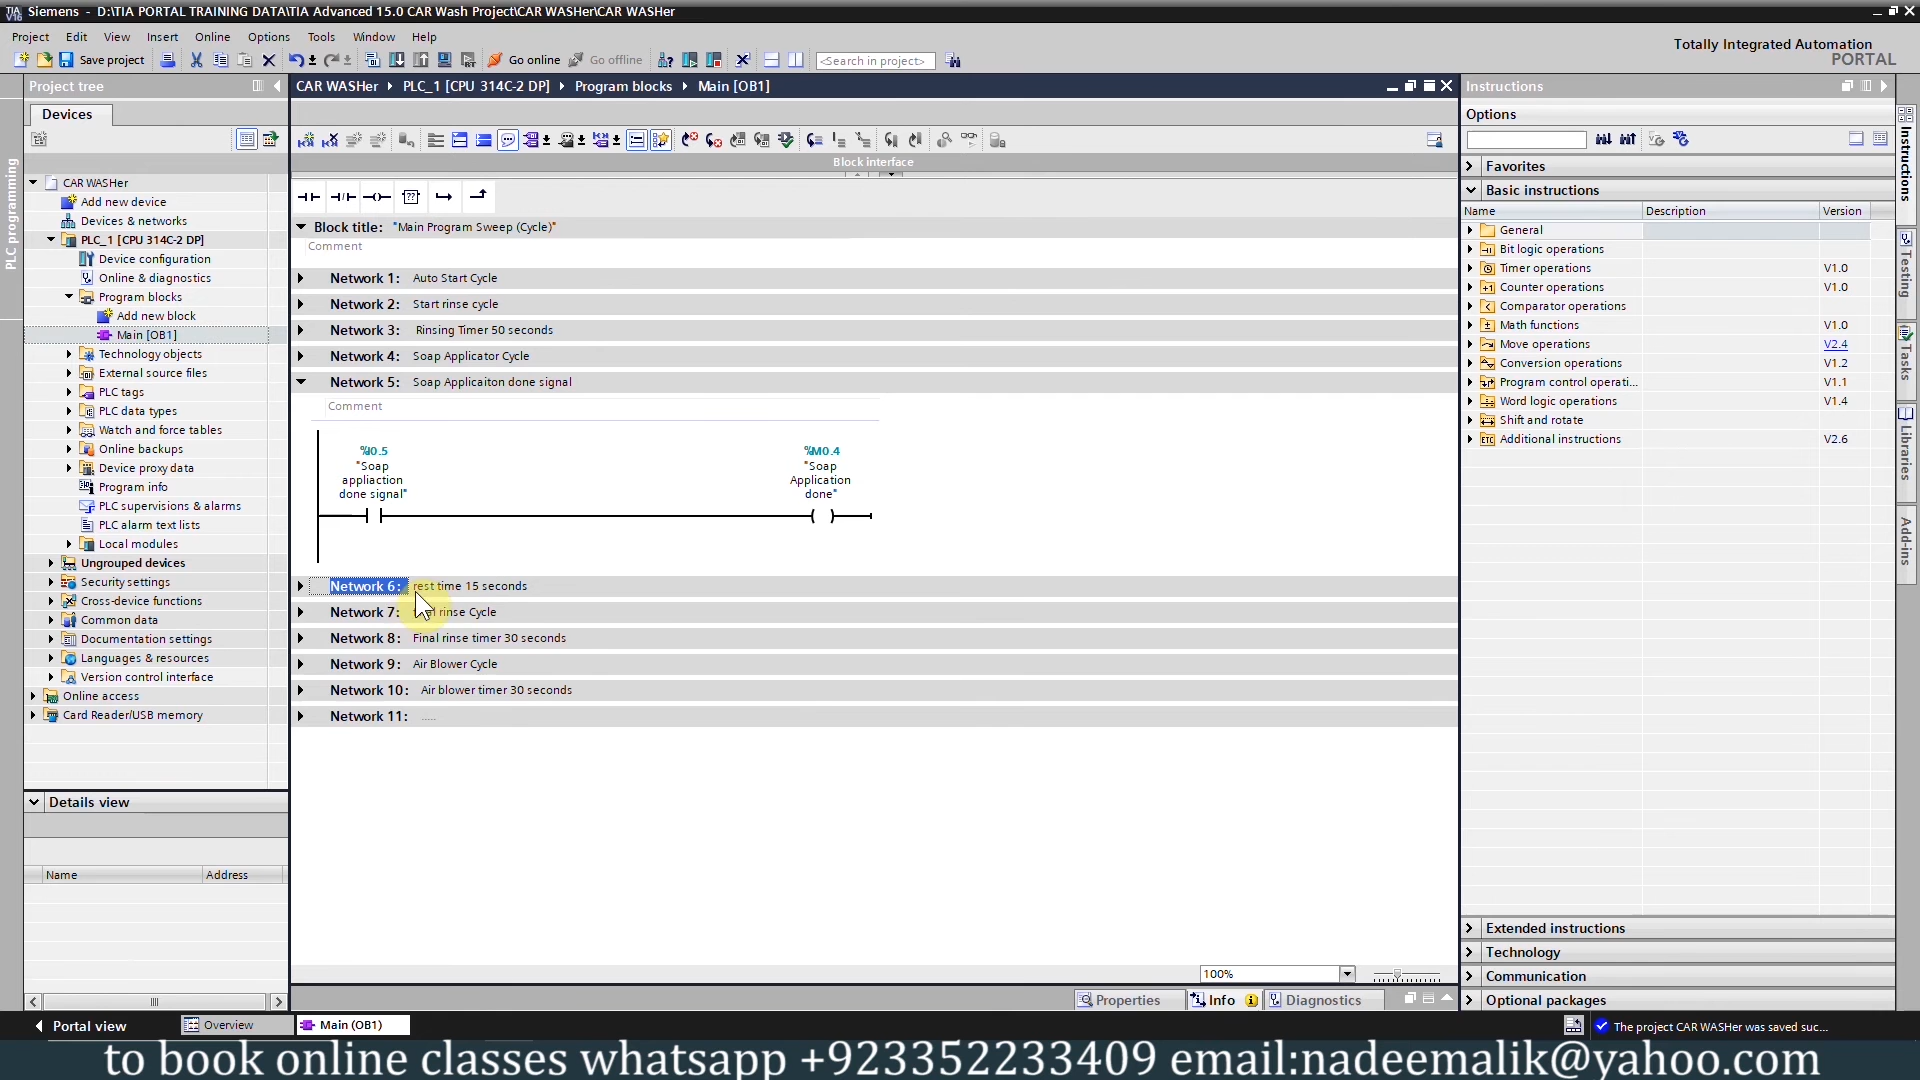 Siemens - D:\TIA PORTAL TRAINING DATA\TIA Advanced 15.0 CAR Wash Project\CAR WASHer\CAR WASHer
Project Edit View Insert Online Options Tools Window Help
Totally Integrated Automation
PORTAL
Save project
Go online
Go offline
<Search in project>
Project tree
CAR WASHer
PLC_1 [CPU 314C-2 DP]
Program blocks
Main [OB1]
Instructions
Devices
Options
PLC programming
Block interface
CAR WASHer
Add new device
Devices & networks
PLC_1 [CPU 314C-2 DP]
Device configuration
Online & diagnostics
Program blocks
Add new block
Main [OB1]
Technology objects
External source files
PLC tags
PLC data types
Watch and force tables
Online backups
Device proxy data
Program info
PLC supervisions & alarms
PLC alarm text lists
Local modules
Ungrouped devices
Security settings
Cross-device functions
Common data
Documentation settings
Languages & resources
Version control interface
Online access
Card Reader/USB memory
Details view
Name Address
Block title: "Main Program Sweep (Cycle)"
Comment
Network 1: Auto Start Cycle
Network 2: Start rinse cycle
Network 3: Rinsing Timer 50 seconds
Network 4: Soap Applicator Cycle
Network 5: Soap Applicaiton done signal
Comment
%I0.5
"Soap
appliaction
done signal"
%M0.4
"Soap
Application
done"
Network 6: rest time 15 seconds
Network 7: rinse Cycle
Network 8: Final rinse timer 30 seconds
Network 9: Air Blower Cycle
Network 10: Air blower timer 30 seconds
Network 11: .....
100%
Properties
Info
Diagnostics
Favorites
Basic instructions
Name Description Version
General
Bit logic operations
Timer operations V1.0
Counter operations V1.0
Comparator operations
Math functions V1.0
Move operations V2.4
Conversion operations V1.2
Program control operati... V1.1
Word logic operations V1.4
Shift and rotate
Additional instructions V2.6
Extended instructions
Technology
Communication
Optional packages
Instructions
Testing
Tasks
Libraries
Add-ins
Portal view
Overview
Main (OB1)
The project CAR WASHer was saved suc...
to book online classes whatsapp +923352233409 email:nadeemalik@yahoo.com